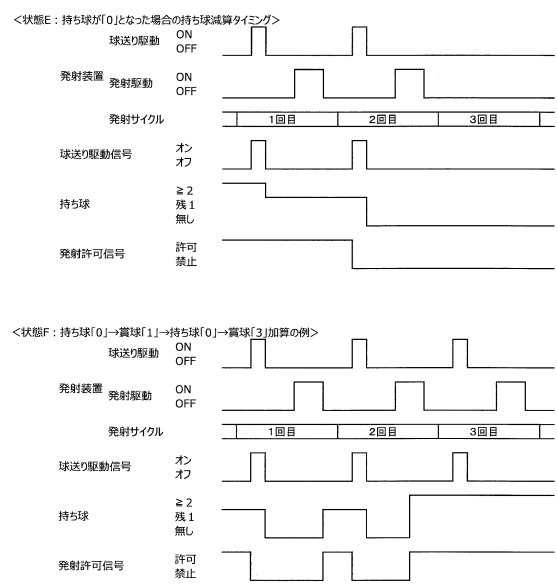 ＜状態E：持ち球が「0」となった場合の持ち球減算タイミング＞
球送り駆動 ON
OFF
発射装置 発射駆動 ON
OFF
発射サイクル 1回目 2回目 3回目
球送り駆動信号 オン
オフ
持ち球 ≧2
残1
無し
発射許可信号 許可
禁止
＜状態F：持ち球「0」→賞球「1」→持ち球「0」→賞球「3」加算の例＞
球送り駆動 ON
OFF
発射装置 発射駆動 ON
OFF
発射サイクル 1回目 2回目 3回目
球送り駆動信号 オン
オフ
持ち球 ≧2
残1
無し
発射許可信号 許可
禁止